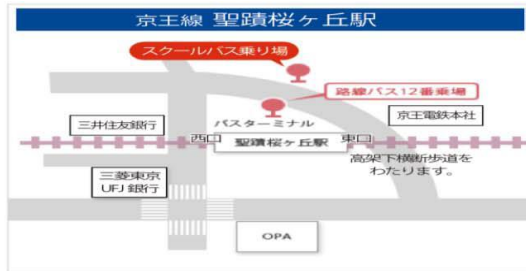 京王線 聖蹟桜ヶ丘駅
スクールバス乗り場
路線バス12番乗場
バスターミナル
三井住友銀行
京王電鉄本社
西口
聖蹟桜ヶ丘駅
東口
高架下横断歩道を
わたります。
三菱東京
UFJ 銀行
OPA